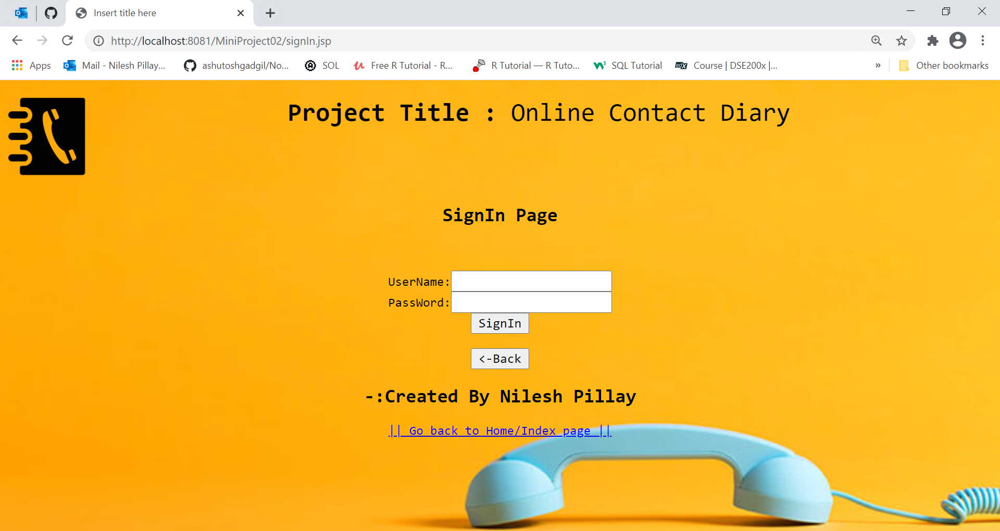 Insert title here
http://localhost:8081/MiniProject02/signIn.jsp
Apps Mail - Nilesh Pillay... ashutoshgadgil/No... SOL Free R Tutorial - R... R Tutorial — R Tuto... SQL Tutorial Course | DSE200x |... » Other bookmarks
Project Title : Online Contact Diary
SignIn Page
UserName:
PassWord:
SignIn
<-Back
-:Created By Nilesh Pillay
|| Go back to Home/Index page ||